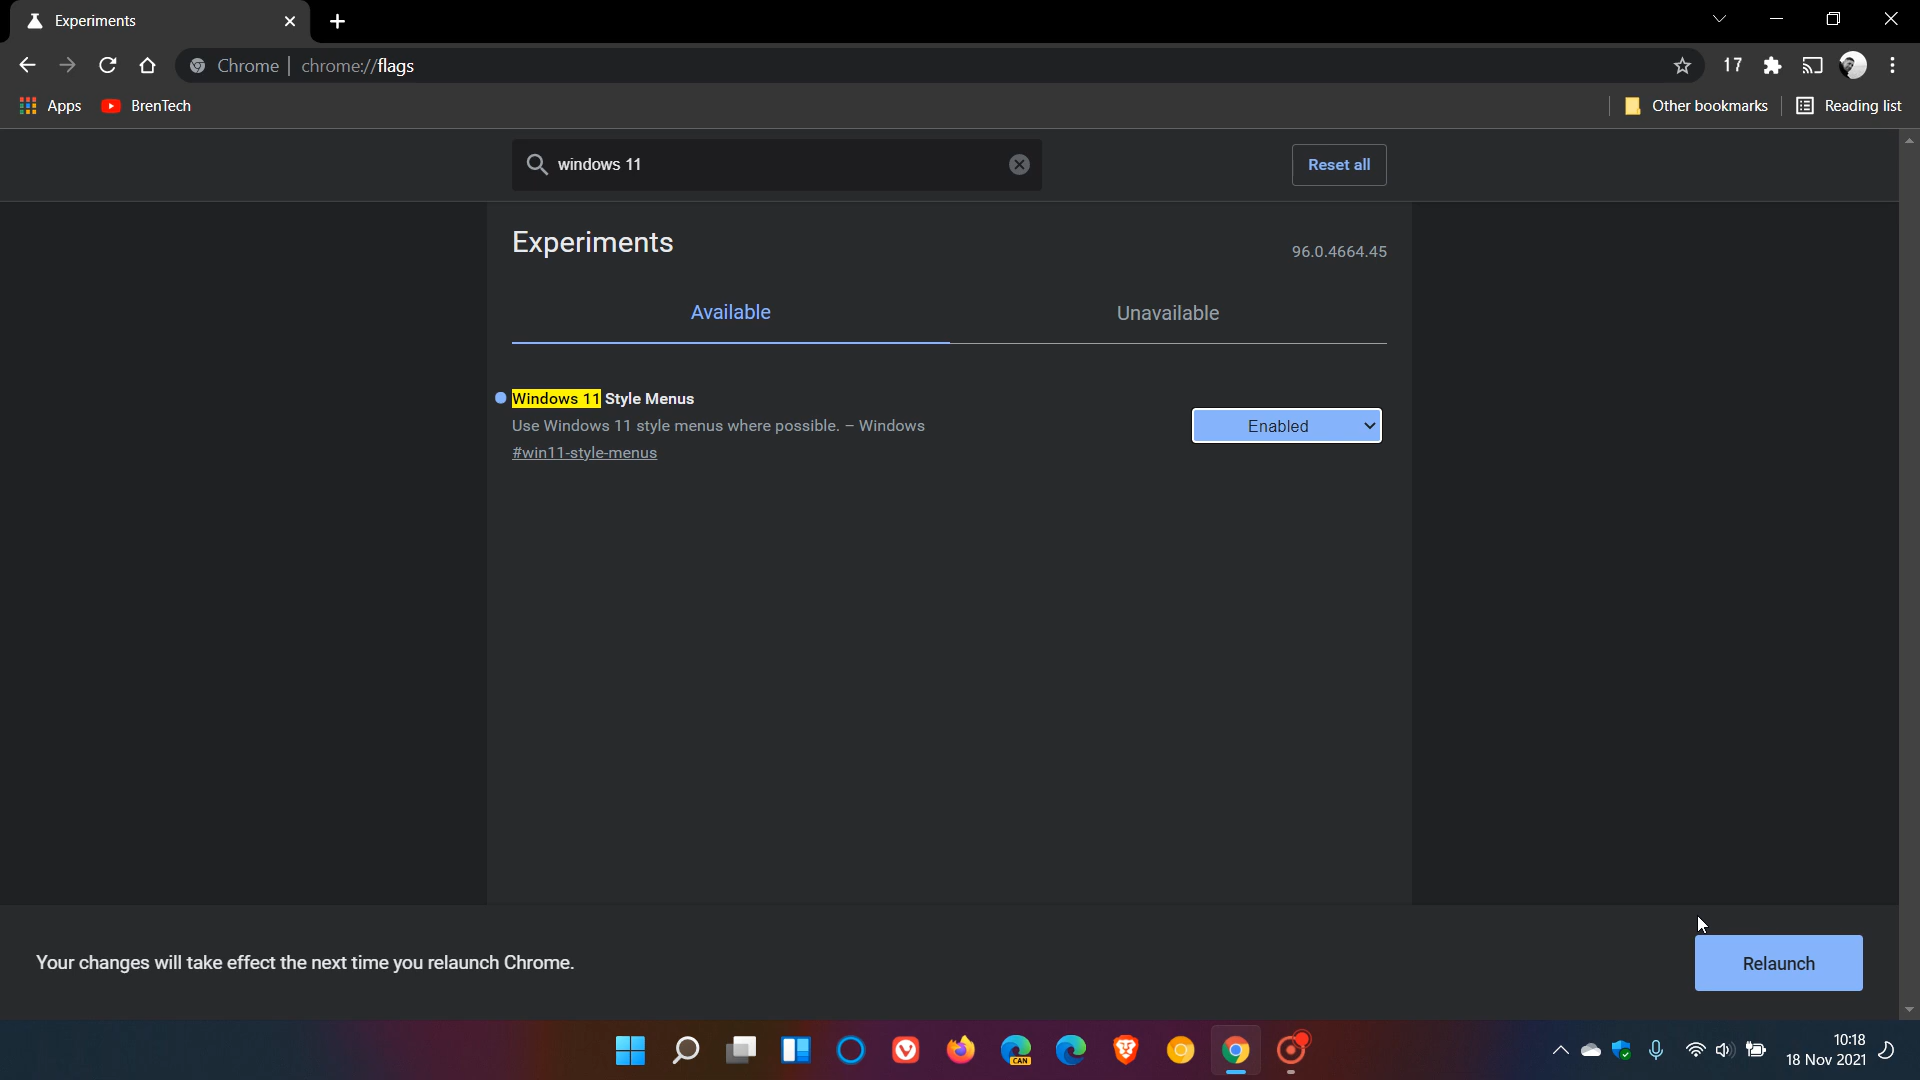 Experiments
Chrome | chrome://flags
17
Apps
BrenTech
Other bookmarks
Reading list
windows 11
Reset all
Experiments
96.0.4664.45
Available
Unavailable
Windows 11 Style Menus
Use Windows 11 style menus where possible. – Windows
#win11-style-menus
Enabled
Your changes will take effect the next time you relaunch Chrome.
Relaunch
CAN
10:18
18 Nov 2021